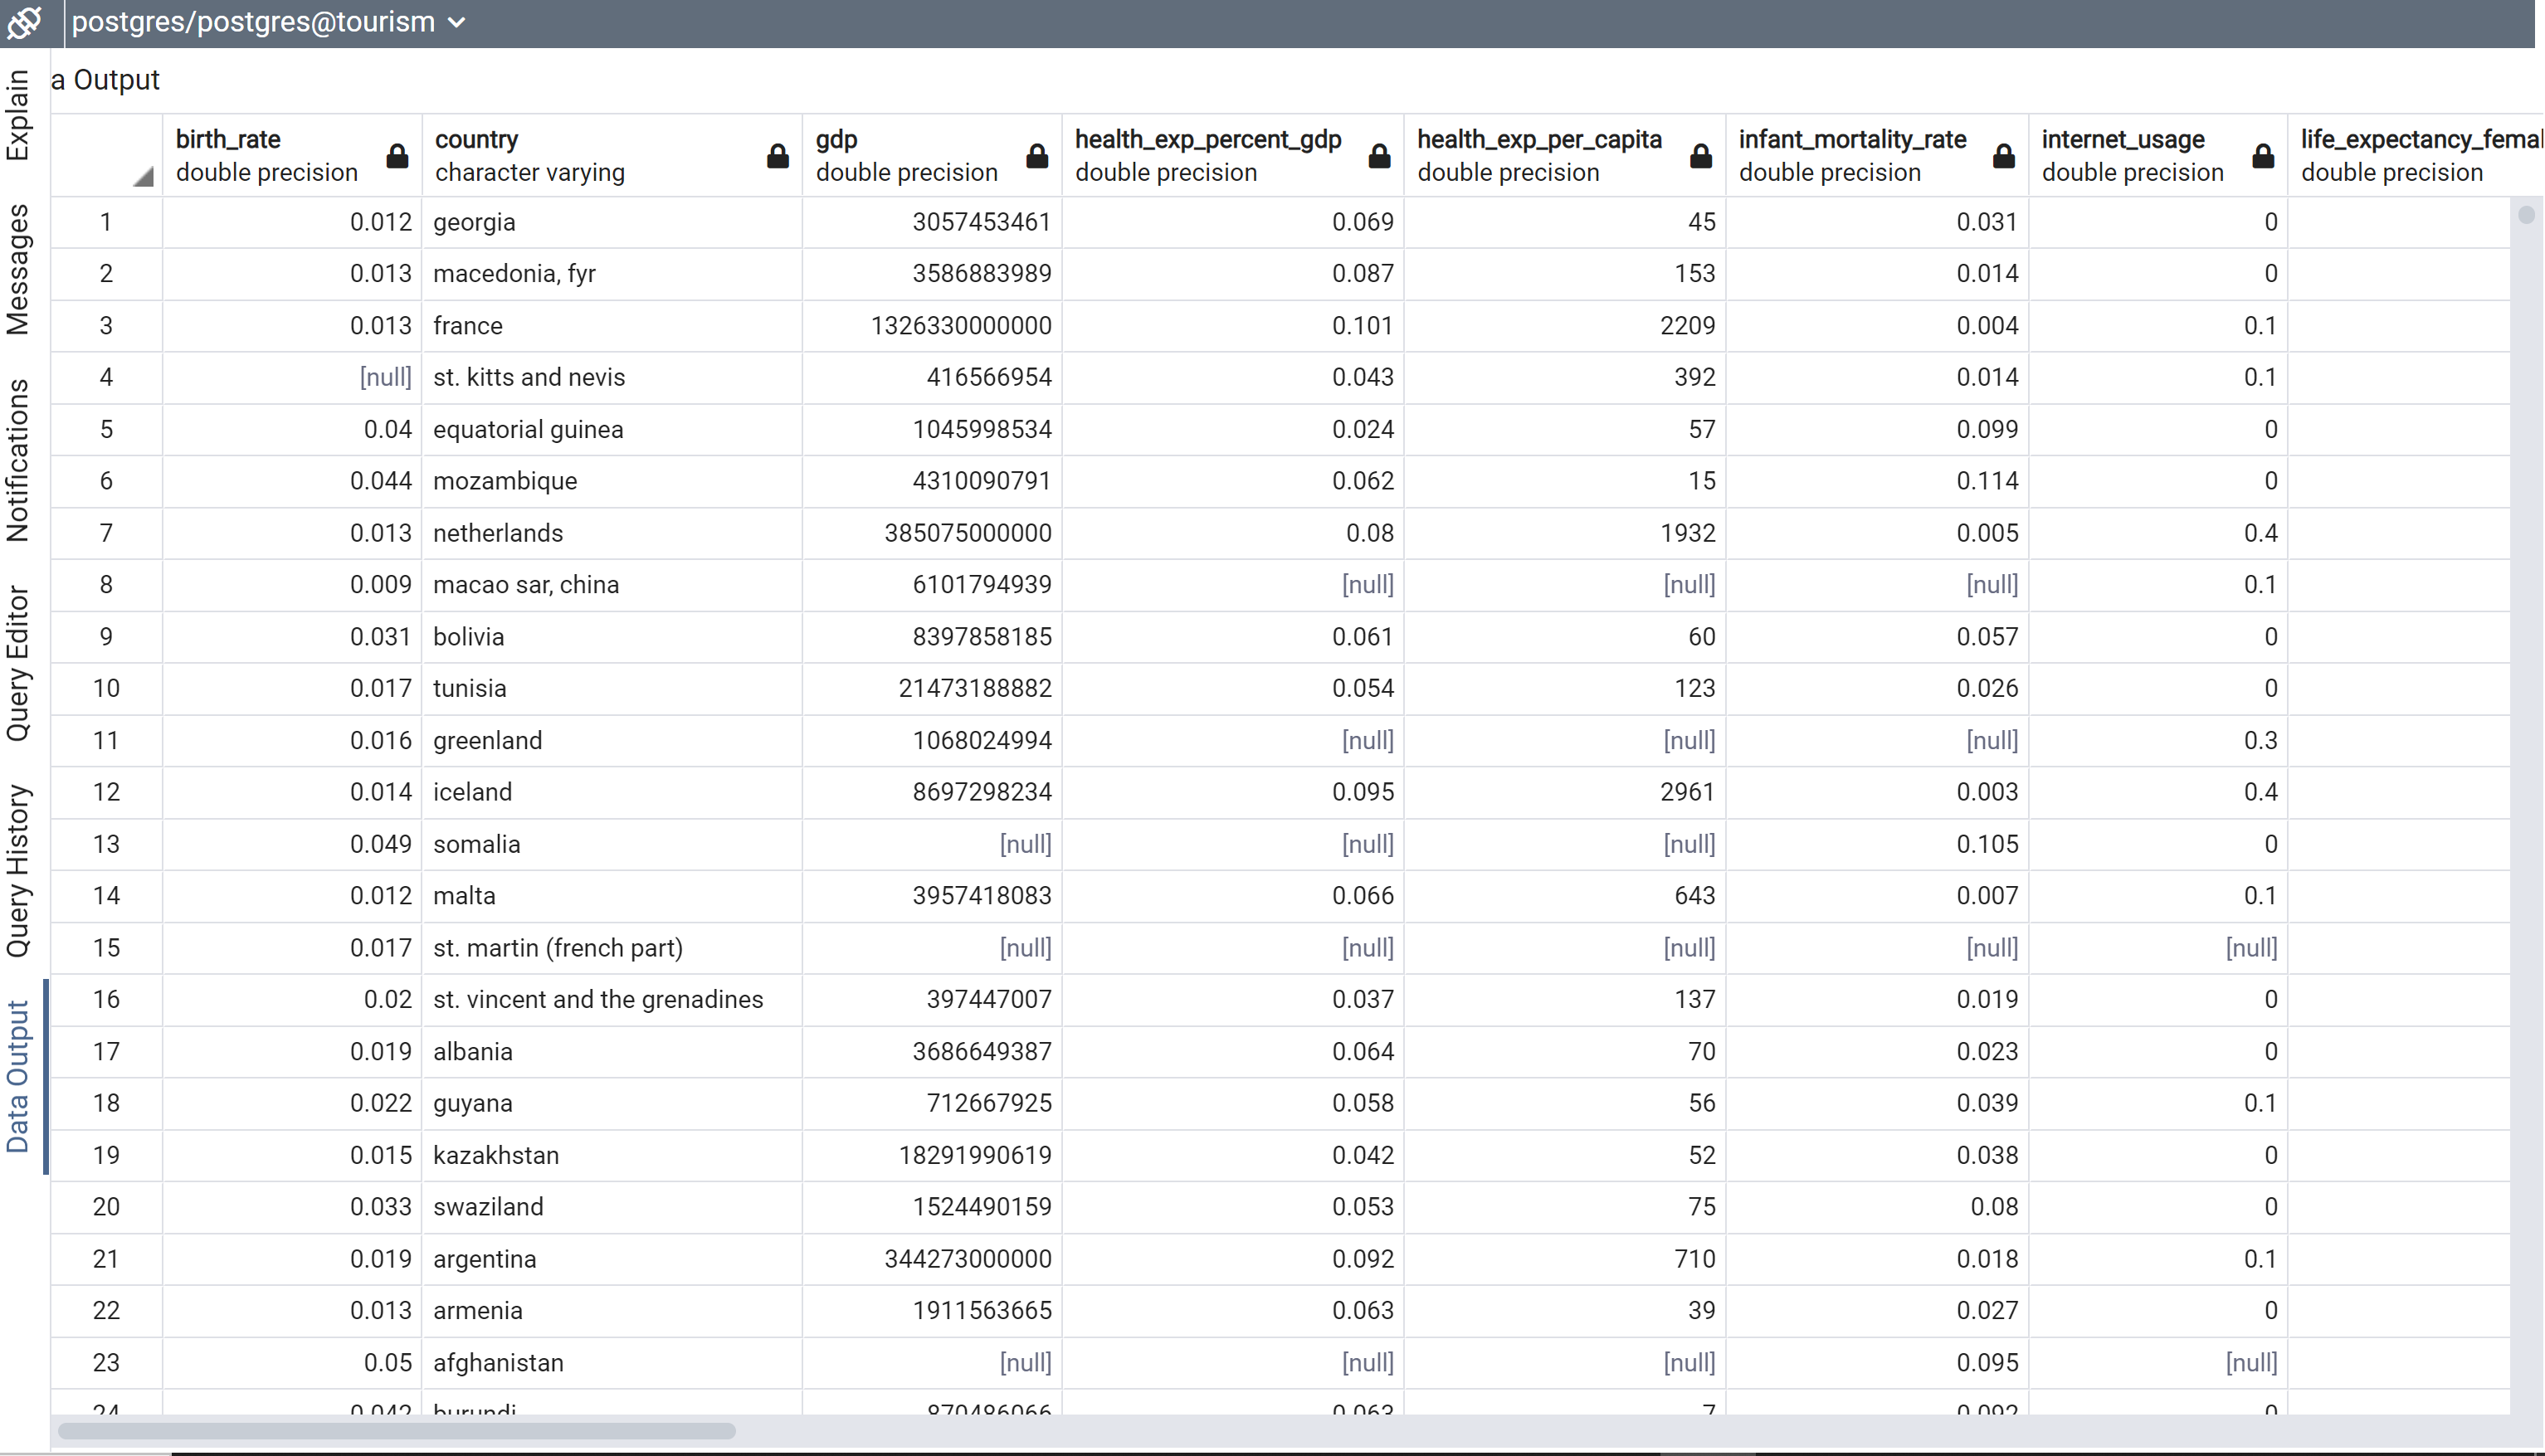 postgres/postgres@tourism
a Output
Explain
Messages
Notifications
Query Editor
Query History
Data Output
birth_rate country gdp health_exp_percent_gdp health_exp_per_capita infant_mortality_rate internet_usage life_expectancy_femal
double precision character varying double precision double precision double precision double precision double precision double precision
1 0.012 georgia 3057453461 0.069 45 0.031 0
2 0.013 macedonia, fyr 3586883989 0.087 153 0.014 0
3 0.013 france 1326330000000 0.101 2209 0.004 0.1
4 [null] st. kitts and nevis 416566954 0.043 392 0.014 0.1
5 0.04 equatorial guinea 1045998534 0.024 57 0.099 0
6 0.044 mozambique 4310090791 0.062 15 0.114 0
7 0.013 netherlands 385075000000 0.08 1932 0.005 0.4
8 0.009 macao sar, china 6101794939 [null] [null] [null] 0.1
9 0.031 bolivia 8397858185 0.061 60 0.057 0
10 0.017 tunisia 21473188882 0.054 123 0.026 0
11 0.016 greenland 1068024994 [null] [null] [null] 0.3
12 0.014 iceland 8697298234 0.095 2961 0.003 0.4
13 0.049 somalia [null] [null] [null] 0.105 0
14 0.012 malta 3957418083 0.066 643 0.007 0.1
15 0.017 st. martin (french part) [null] [null] [null] [null] [null]
16 0.02 st. vincent and the grenadines 397447007 0.037 137 0.019 0
17 0.019 albania 3686649387 0.064 70 0.023 0
18 0.022 guyana 712667925 0.058 56 0.039 0.1
19 0.015 kazakhstan 18291990619 0.042 52 0.038 0
20 0.033 swaziland 1524490159 0.053 75 0.08 0
21 0.019 argentina 344273000000 0.092 710 0.018 0.1
22 0.013 armenia 1911563665 0.063 39 0.027 0
23 0.05 afghanistan [null] [null] [null] 0.095 [null]
24 0.042 burundi 870486066 0.063 7 0.092 0